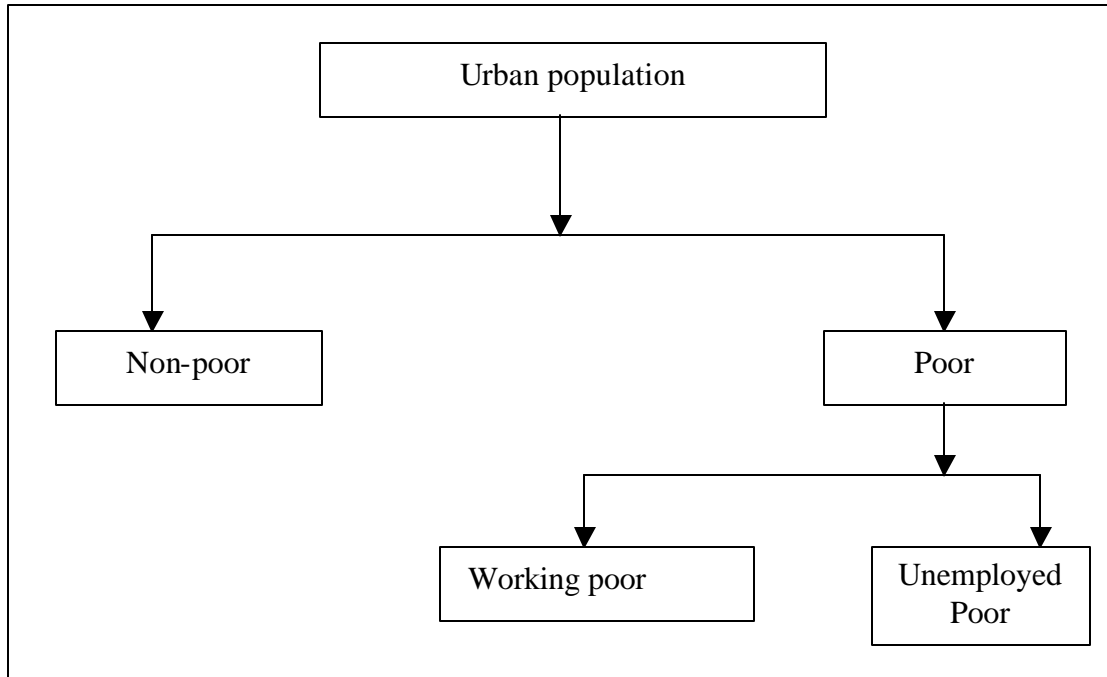 Urban population
Non-poor
Poor
Working poor
Unemployed
Poor